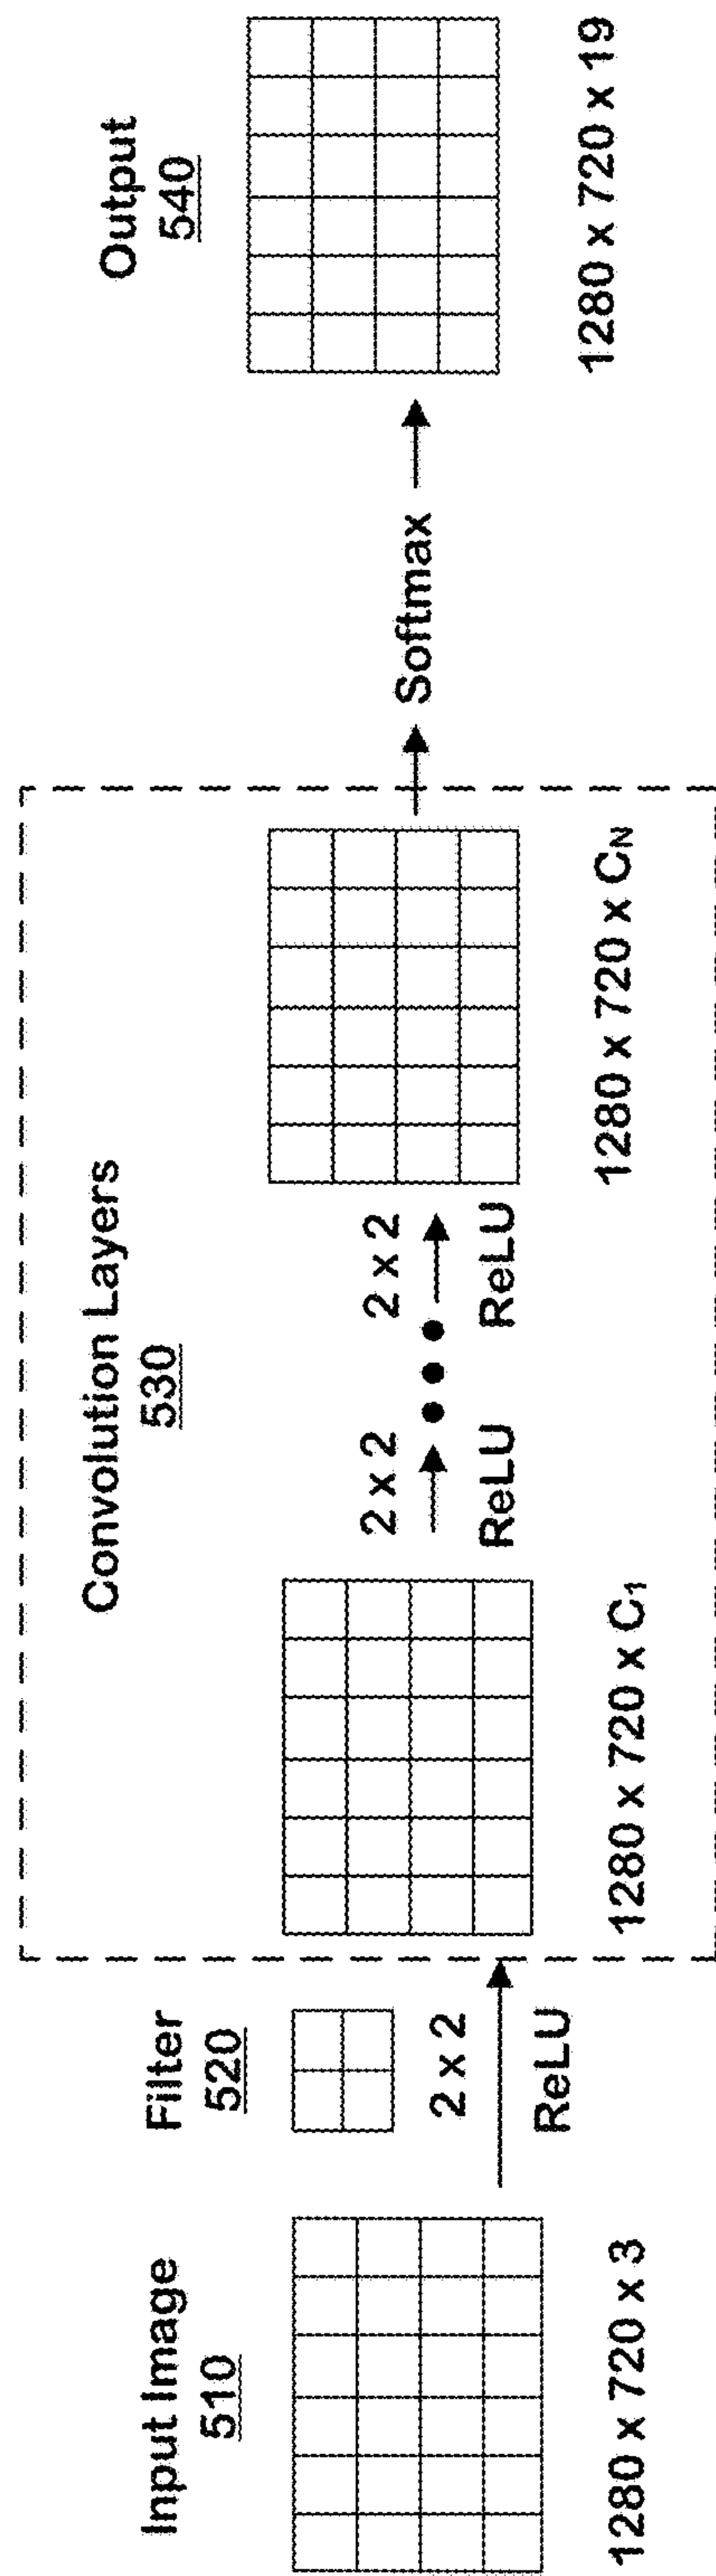 Input Image
510
1280 x 720 x 3
Filter
520
2 x 2
ReLU
Convolution Layers
530
1280 x 720 x C₁
2 x 2
ReLU
2 x 2
ReLU
1280 x 720 x Cₙ
Softmax
Output
540
1280 x 720 x 19